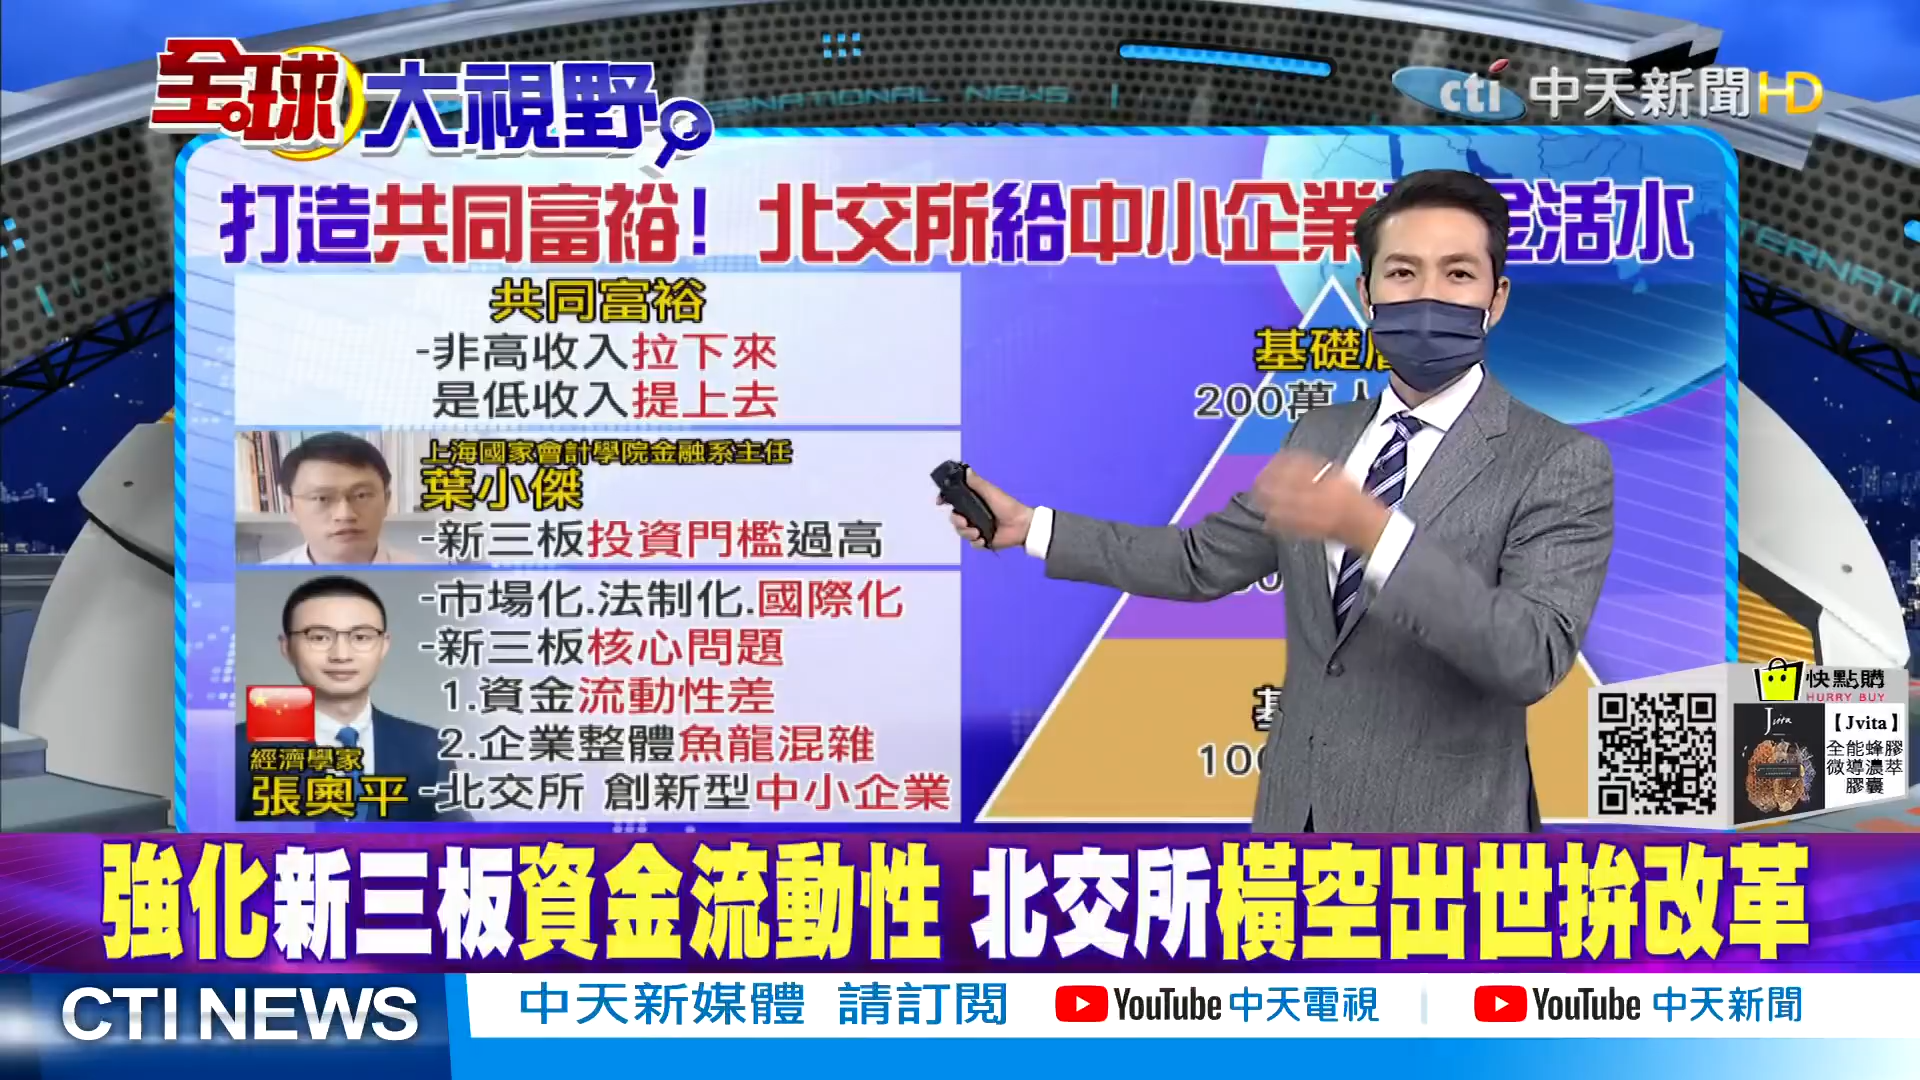 全球大視野
INTERNATIONAL NEWS
cti 中天新聞HD
打造共同富裕! 北交所給中小企業 金活水
共同富裕
-非高收入拉下來
是低收入提上去
上海國家會計學院金融系主任
葉小傑
-新三板投資門檻過高
-市場化.法制化.國際化
-新三板核心問題
1.資金流動性差
2.企業整體魚龍混雜
-北交所 創新型中小企業
經濟學家
張奧平
基礎
200萬
快點購
HURRY BUY
Jvita
【Jvita】
全能蜂膠
微導濃萃
膠囊
強化新三板資金流動性 北交所橫空出世拚改革
CTI NEWS
中天新媒體 請訂閱 YouTube 中天電視 YouTube 中天新聞